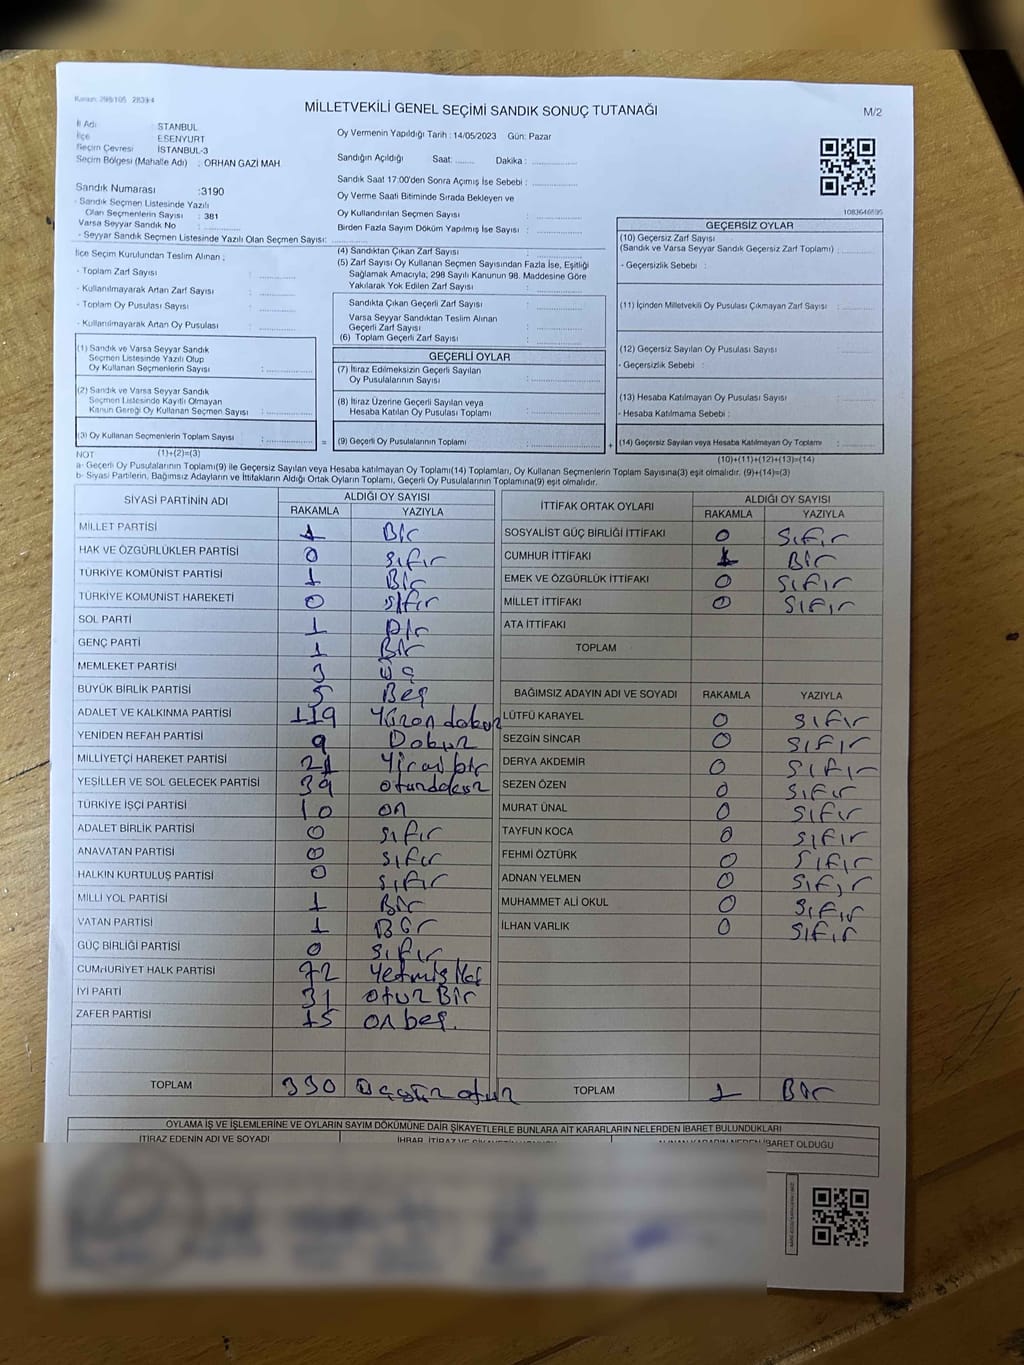 MİLLETVEKİLİ GENEL SEÇİMİ SANDIK SONUÇ TUTANAĞI
M/2
İl Adı : STANBUL
İlçe ESENYURT
Seçim Çevresi İSTANBUL-3
Seçim Bölgesi (Mahalle Adı) : ORHAN GAZİ MAH
Sandık Numarası :3190
- Sandık Seçmen Listesinde Yazılı
Olan Seçmenlerin Sayısı : 381
Varsa Seyyar Sandık No :
- Seyyar Sandık Seçmen Listesinde Yazılı Olan Seçmen Sayısı:
Oy Vermenin Yapıldığı Tarih : 14/05/2023 Gün: Pazar
Sandığın Açıldığı Saat: Dakika :
Sandık Saat 17:00'den Sonra Açımış İse Sebebi :
Oy Verme Saati Bitiminde Sırada Bekleyen ve
Oy Kullandırılan Seçmen Sayısı :
Birden Fazla Sayım Döküm Yapılmış İse Sayısı :
1083646595
İlçe Seçim Kurulundan Teslim Alınan ;
- Toplam Zarf Sayısı :
- Kullanılmayarak Artan Zarf Sayısı :
- Toplam Oy Pusulası Sayısı :
- Kullanılmayarak Artan Oy Pusulası :
(1) Sandık ve Varsa Seyyar Sandık
Seçmen Listesinde Yazılı Olup
Oy Kullanan Seçmenlerin Sayısı :
(2) Sandık ve Varsa Seyyar Sandık
Seçmen Listesinde Kayıtlı Olmayan
Kanun Gereği Oy Kullanan Seçmen Sayısı :
(3) Oy Kullanan Seçmenlerin Toplam Sayısı :
(4) Sandıktan Çıkan Zarf Sayısı :
(5) Zarf Sayısı Oy Kullanan Seçmen Sayısından Fazla İse, Eşitliği
Sağlamak Amacıyla; 298 Sayılı Kanunun 98. Maddesine Göre
Yakılarak Yok Edilen Zarf Sayısı :
Sandıkta Çıkan Geçerli Zarf Sayısı :
Varsa Seyyar Sandıktan Teslim Alınan
Geçerli Zarf Sayısı :
(6) Toplam Geçerli Zarf Sayısı :
GEÇERLİ OYLAR
(7) İtiraz Edilmeksizin Geçerli Sayılan
Oy Pusulalarının Sayısı :
(8) İtiraz Üzerine Geçerli Sayılan veya
Hesaba Katılan Oy Pusulası Toplamı :
= (9) Geçerli Oy Pusulalarının Toplamı :
GEÇERSİZ OYLAR
(10) Geçersiz Zarf Sayısı
(Sandık ve Varsa Seyyar Sandık Geçersiz Zarf Toplamı) :
- Geçersizlik Sebebi :
(11) İçinden Milletvekili Oy Pusulası Çıkmayan Zarf Sayısı :
(12) Geçersiz Sayılan Oy Pusulası Sayısı :
- Geçersizlik Sebebi :
(13) Hesaba Katılmayan Oy Pusulası Sayısı :
- Hesaba Katılmama Sebebi :
+ (14) Geçersiz Sayılan veya Hesaba Katılmayan Oy Toplamı :
NOT (1)+(2)=(3) (10)+(11)+(12)+(13)=(14)
a- Geçerli Oy Pusulalarının Toplamı(9) ile Geçersiz Sayılan veya Hesaba katılmayan Oy Toplamı(14) Toplamları, Oy Kullanan Seçmenlerin Toplam Sayısına(3) eşit olmalıdır. (9)+(14)=(3)
b- Siyasi Partilerin, Bağımsız Adayların ve İttifakların Aldığı Ortak Oyların Toplamı, Geçerli Oy Pusulalarının Toplamına(9) eşit olmalıdır.
SİYASİ PARTİNİN ADI ALDIĞI OY SAYISI
RAKAMLA YAZIYLA
MİLLET PARTİSİ 1 Bir
HAK VE ÖZGÜRLÜKLER PARTİSİ 0 sıfır
TÜRKİYE KOMÜNİST PARTİSİ 1 Bir
TÜRKİYE KOMÜNİST HAREKETİ 0 sıfır
SOL PARTİ 1 Bir
GENÇ PARTİ 1 Bir
MEMLEKET PARTİSİ 3 üç
BÜYÜK BİRLİK PARTİSİ 5 Beş
ADALET VE KALKINMA PARTİSİ 119 Yüzon dokuz
YENİDEN REFAH PARTİSİ 9 Dokuz
MİLLİYETÇİ HAREKET PARTİSİ 21 Yirmi bir
YEŞİLLER VE SOL GELECEK PARTİSİ 39 otuzdokuz
TÜRKİYE İŞÇİ PARTİSİ 10 on
ADALET BİRLİK PARTİSİ 0 sıfır
ANAVATAN PARTİSİ 0 sıfır
HALKIN KURTULUŞ PARTİSİ 0 sıfır
MİLLİ YOL PARTİSİ 1 Bir
VATAN PARTİSİ 1 Bir
GÜÇ BİRLİĞİ PARTİSİ 0 sıfır
CUMHURİYET HALK PARTİSİ 72 Yetmiş iki
İYİ PARTİ 31 otuz Bir
ZAFER PARTİSİ 15 on beş.
TOPLAM 330 Üçyüz otuz
İTTİFAK ORTAK OYLARI ALDIĞI OY SAYISI
RAKAMLA YAZIYLA
SOSYALİST GÜÇ BİRLİĞİ İTTİFAKI 0 sıfır
CUMHUR İTTİFAKI 1 Bir
EMEK VE ÖZGÜRLÜK İTTİFAKI 0 sıfır
MİLLET İTTİFAKI 0 sıfır
ATA İTTİFAKI
TOPLAM
BAĞIMSIZ ADAYIN ADI VE SOYADI RAKAMLA YAZIYLA
LÜTFÜ KARAYEL 0 sıfır
SEZGİN SİNCAR 0 sıfır
DERYA AKDEMİR 0 sıfır
SEZEN ÖZEN 0 sıfır
MURAT ÜNAL 0 sıfır
TAYFUN KOCA 0 sıfır
FEHMİ ÖZTÜRK 0 sıfır
ADNAN YELMEN 0 sıfır
MUHAMMET ALİ OKUL 0 sıfır
İLHAN VARLIK 0 sıfır
TOPLAM 1 Bir
OYLAMA İŞ VE İŞLEMLERİNE VE OYLARIN SAYIM DÖKÜMÜNE DAİR ŞİKAYETLERLE BUNLARA AİT KARARLARIN NELERDEN İBARET BULUNDUKLARI
İTİRAZ EDENİN ADI VE SOYADI
İBARET OLDUĞU